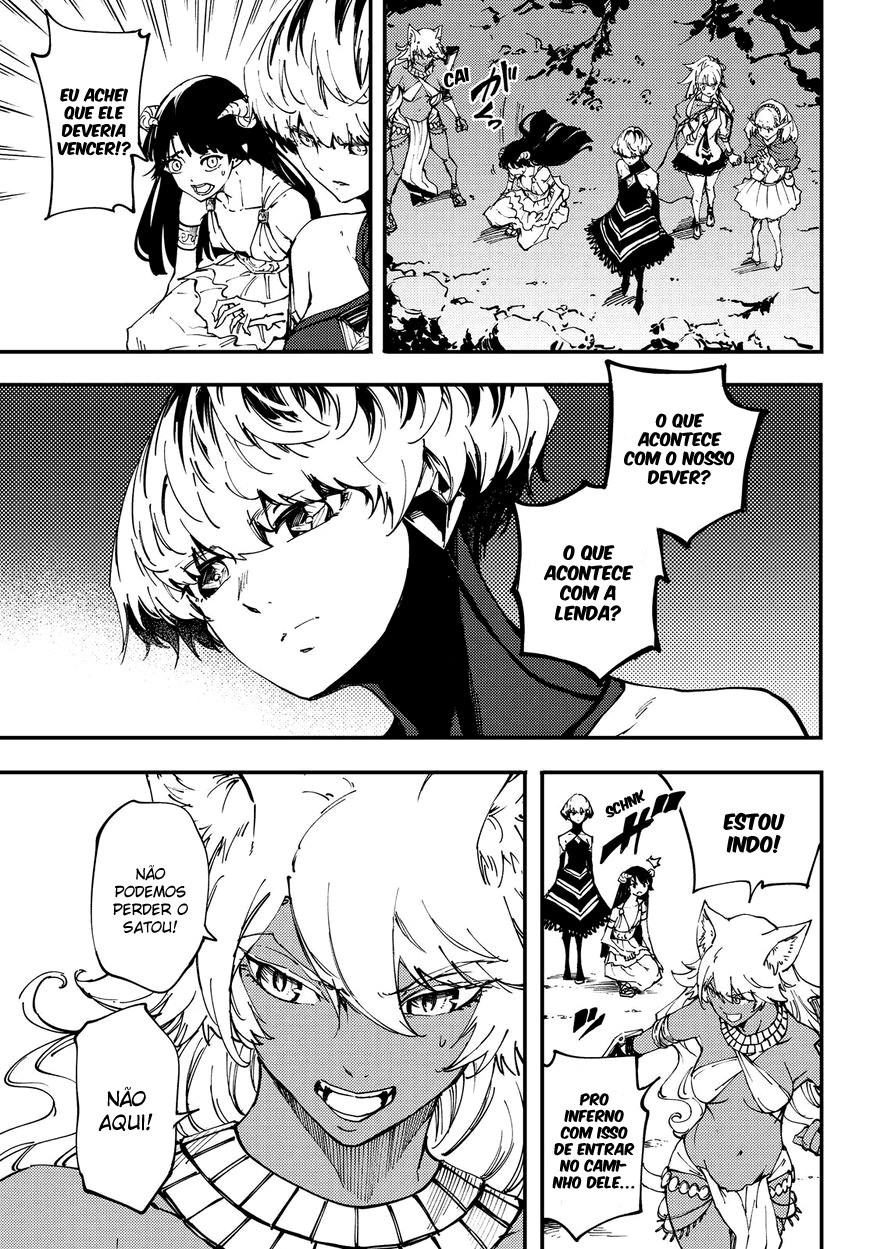 CAI
EU ACHEI
QUE ELE
DEVERIA
VENCER!?
O QUE
ACONTECE
COM O NOSSO
DEVER?
O QUE
ACONTECE
COM A
LENDA?
ESTOU
INDO!
SCHNK
PRO
INFERNO
COM ISSO
DE ENTRAR
NO CAMI-
NHO DELE...
NÃO
PODEMOS
PERDER O
SATOU!
NÃO
AQUI!